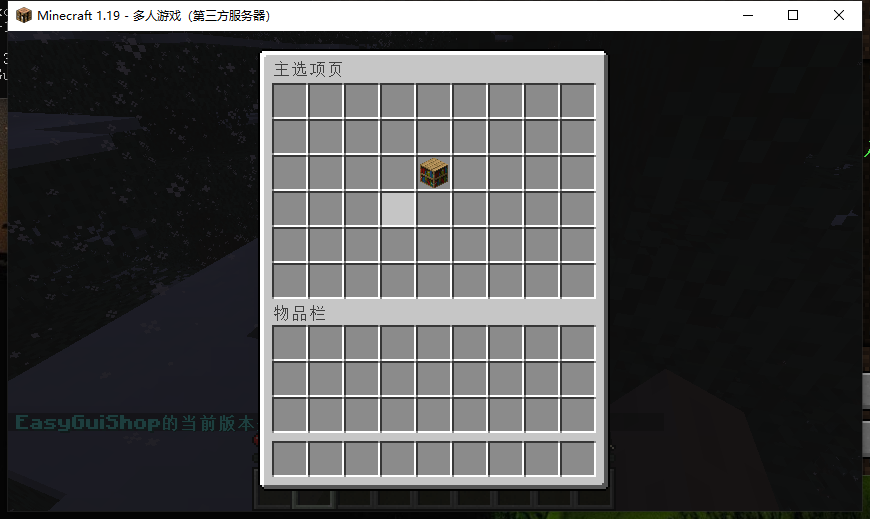 Minecraft 1.19 - 多人游戏（第三方服务器）
主选项页
物品栏
EasyGuiShop的当前版本